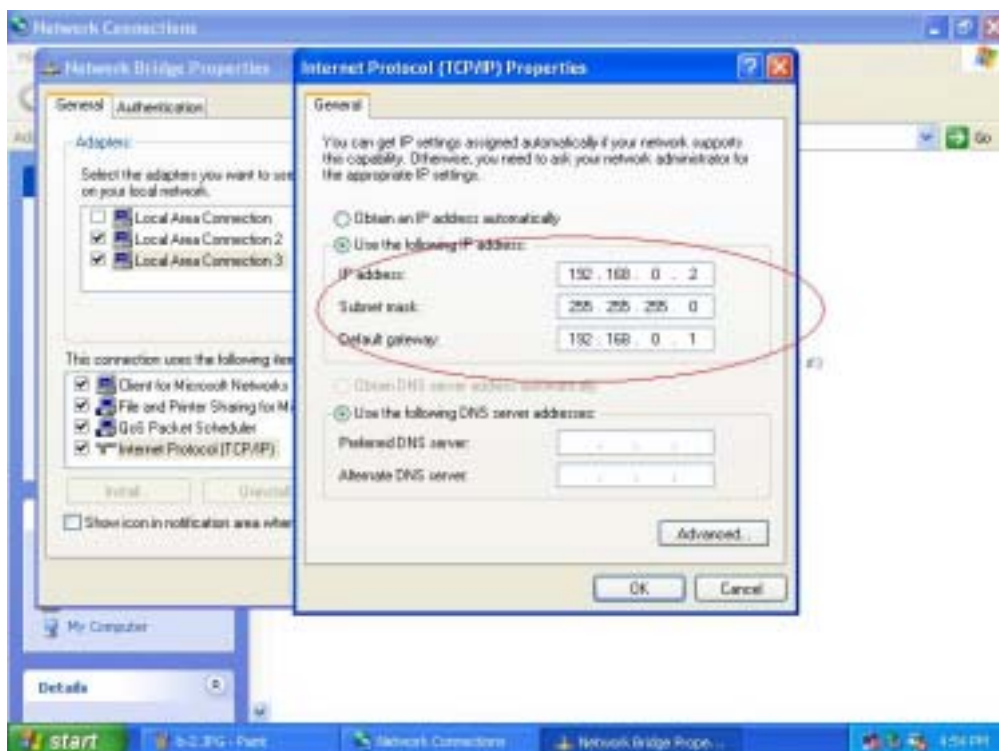 Network Connections
Network Bridge Properties
General Authentication
Adapters:
Select the adapters you want to use
on your local network.
Local Area Connection
Local Area Connection 2
Local Area Connection 3
This connection uses the following
Client for Microsoft Networks
File and Printer Sharing for
QoS Packet Scheduler
Internet Protocol (TCP/IP)
Install...
Show icon in notification area
Internet Protocol (TCP/IP) Properties
General
You can get IP settings assigned automatically if your network supports
this capability. Otherwise, you need to ask your network administrator for
the appropriate IP settings.
Obtain an IP address automatically
Use the following IP address:
IP address: 192 . 168 . 0 . 2
Subnet mask: 255 . 255 . 255 . 0
Default gateway: 192 . 168 . 0 . 1
Obtain DNS server address automatically
Use the following DNS server addresses:
Preferred DNS server:
Alternate DNS server:
Advanced...
OK Cancel
Go
My Computer
Details
start
b-2.JPG - Paint
Network Connections
Network Bridge Prope...
4:54 PM